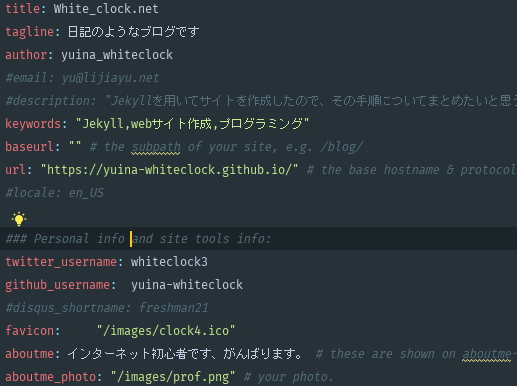 title: White_clock.net
tagline: 日記のようなブログです
author: yuina_whiteclock
#email: yu@lijiayu.net
#description: "Jekyllを用いてサイトを作成したので、その手順についてまとめたいと思う
keywords: "Jekyll,webサイト作成,プログラミング"
baseurl: "" # the subpath of your site, e.g. /blog/
url: "https://yuina-whiteclock.github.io/" # the base hostname & protocol
#locale: en_US
### Personal info and site tools info:
twitter_username: whiteclock3
github_username:  yuina-whiteclock
#disqus_shortname: freshman21
favicon:     "/images/clock4.ico"
aboutme: インターネット初心者です、がんばります。 # these are shown on aboutme-
aboutme_photo: "/images/prof.png" # your photo.